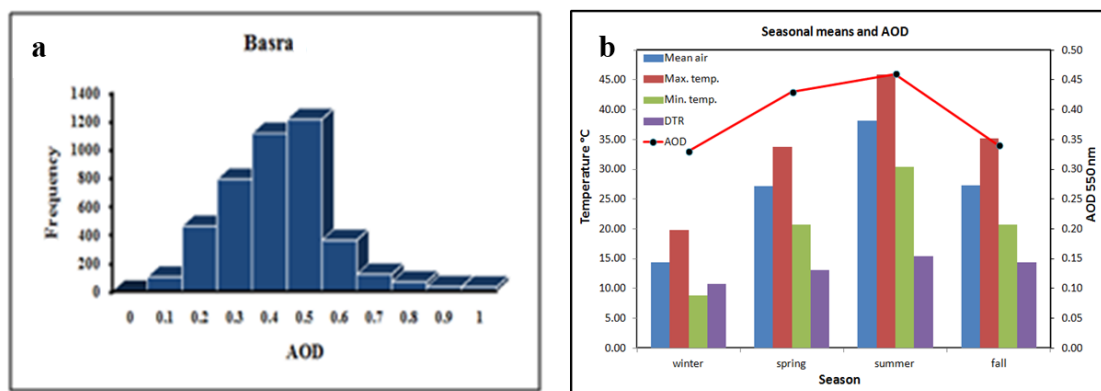 a
Basra
Frequency
1400
1200
1000
800
600
400
200
0
0 0.1 0.2 0.3 0.4 0.5 0.6 0.7 0.8 0.9 1
AOD
b
Seasonal means and AOD
Mean air
Max. temp.
Min. temp.
DTR
AOD
Temperature °C
45.00
40.00
35.00
30.00
25.00
20.00
15.00
10.00
5.00
0.00
0.50
0.45
0.40
0.35
0.30
0.25
0.20
0.15
0.10
0.05
0.00
AOD 550 nm
winter spring summer fall
Season